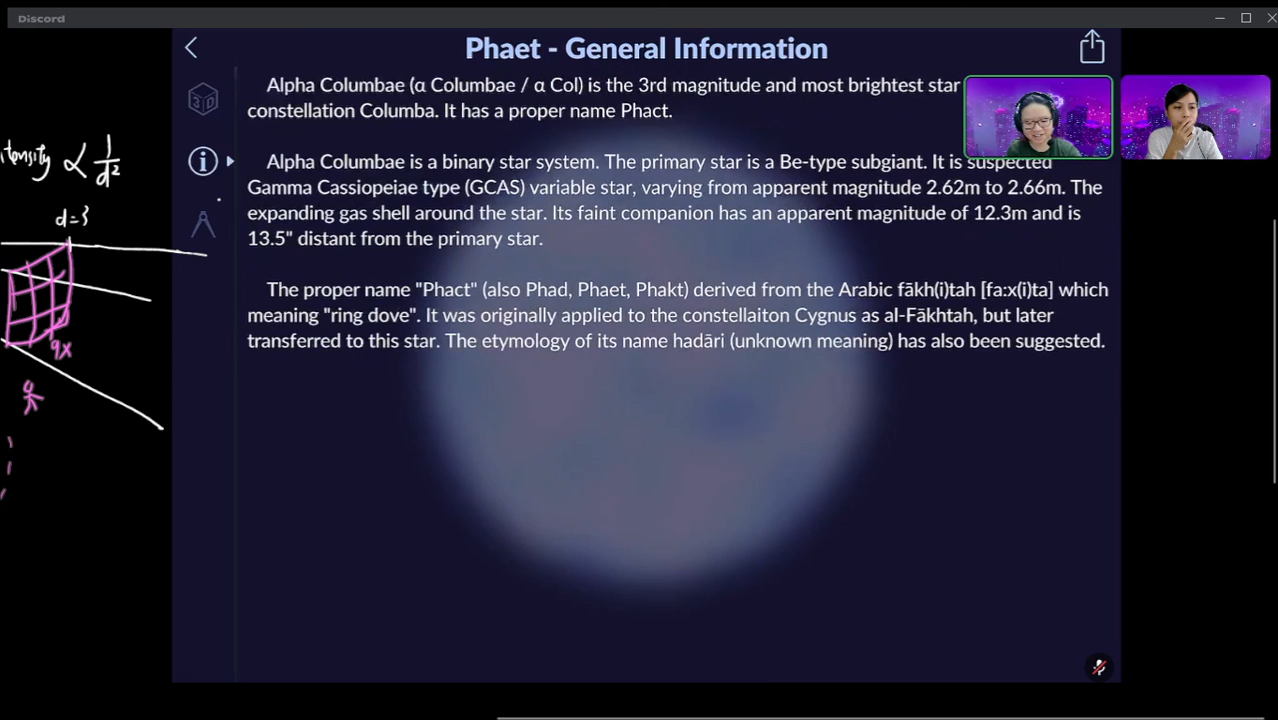 Discord
Phaet - General Information
Alpha Columbae (α Columbae / α Col) is the 3rd magnitude and most brightest star
constellation Columba. It has a proper name Phact.
Alpha Columbae is a binary star system. The primary star is a Be-type subgiant. It is suspected
Gamma Cassiopeiae type (GCAS) variable star, varying from apparent magnitude 2.62m to 2.66m. The
expanding gas shell around the star. Its faint companion has an apparent magnitude of 12.3m and is
13.5" distant from the primary star.
The proper name "Phact" (also Phad, Phaet, Phakt) derived from the Arabic fākh(i)tah [fa:x(i)ta] which
meaning "ring dove". It was originally applied to the constellaiton Cygnus as al-Fākhtah, but later
transferred to this star. The etymology of its name hadāri (unknown meaning) has also been suggested.
3D
tensity ∝ 1/d²
d=3
9x